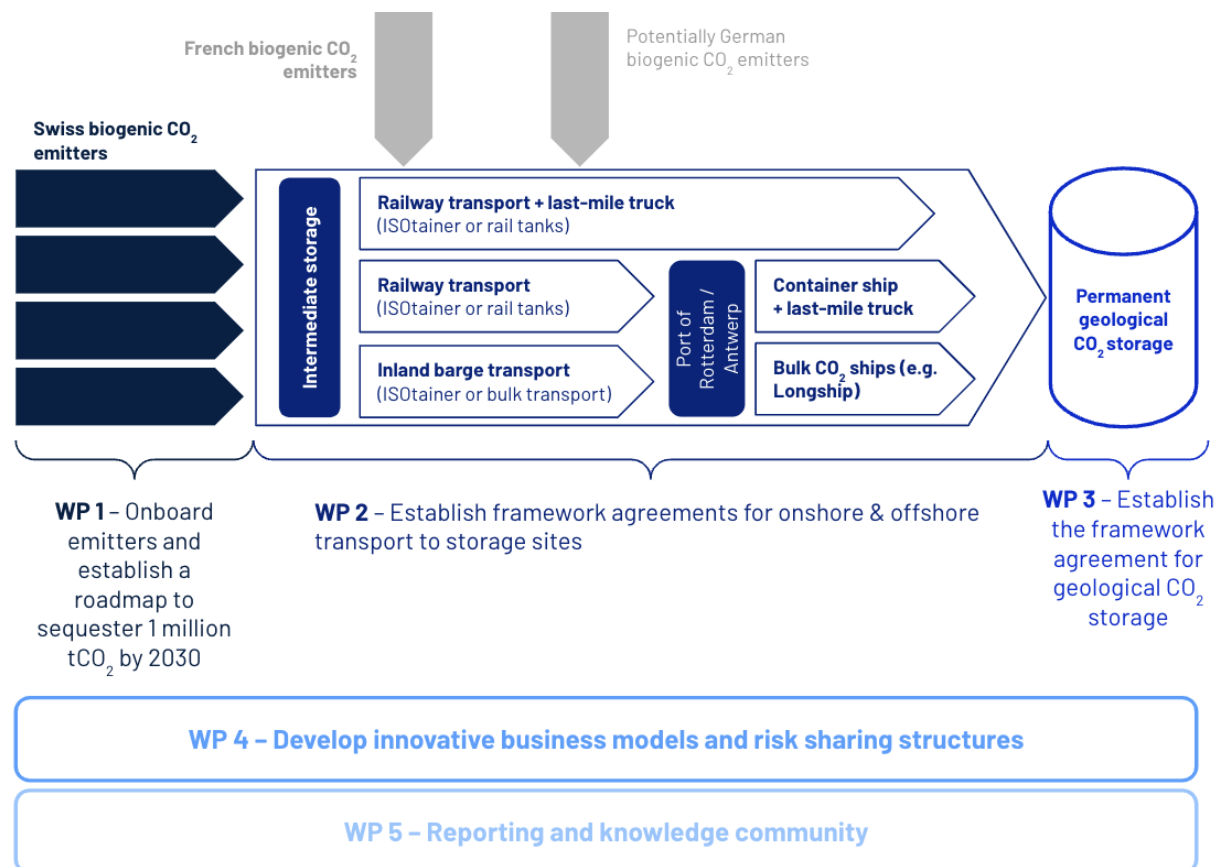 French biogenic CO₂
emitters
Potentially German
biogenic CO₂ emitters
Swiss biogenic CO₂
emitters
Intermediate storage
Railway transport + last-mile truck
(ISOtainer or rail tanks)
Railway transport
(ISOtainer or rail tanks)
Inland barge transport
(ISOtainer or bulk transport)
Port of
Rotterdam /
Antwerp
Container ship
+ last-mile truck
Bulk CO₂ ships (e.g.
Longship)
Permanent
geological
CO₂ storage
WP 1 – Onboard
emitters and
establish a
roadmap to
sequester 1 million
tCO₂ by 2030
WP 2 – Establish framework agreements for onshore & offshore
transport to storage sites
WP 3 – Establish
the framework
agreement for
geological CO₂
storage
WP 4 – Develop innovative business models and risk sharing structures
WP 5 – Reporting and knowledge community